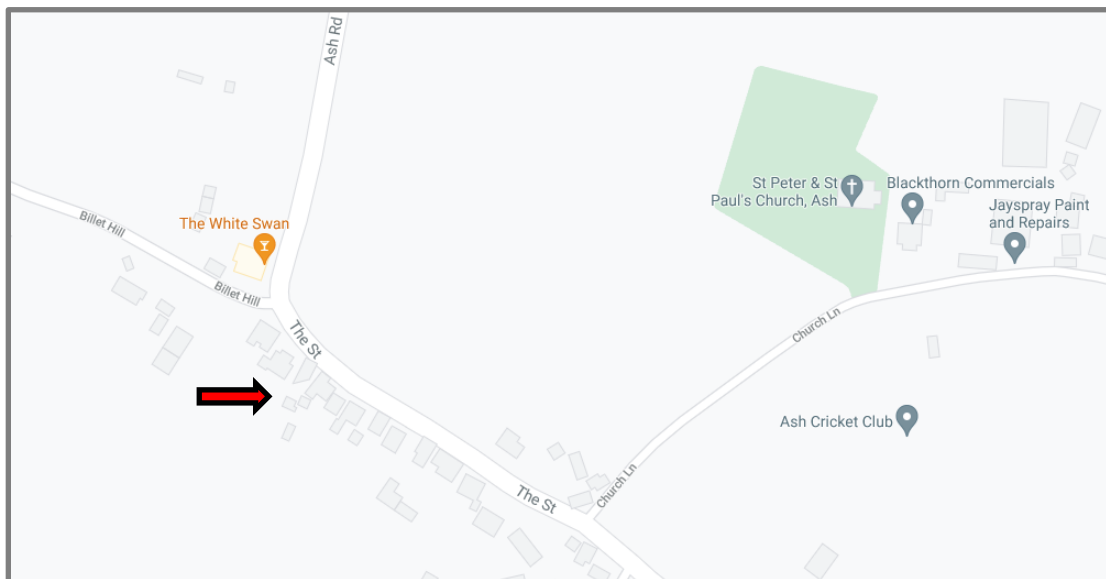 Ash Rd
St Peter & St
Paul's Church, Ash
Blackthorn Commercials
Jayspray Paint
and Repairs
Billet Hill
The White Swan
Billet Hill
The St
Church Ln
Ash Cricket Club
Church Ln
The St